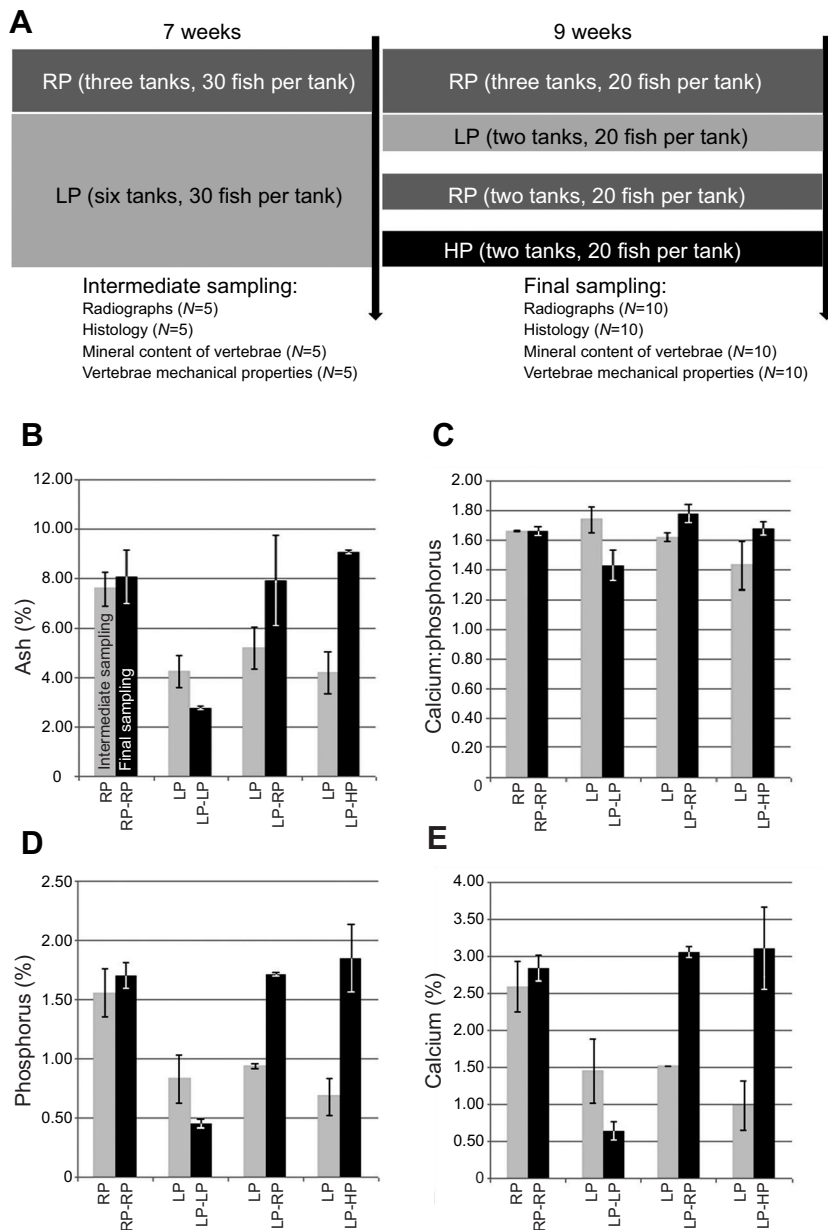 A
7 weeks
9 weeks
RP (three tanks, 30 fish per tank)
RP (three tanks, 20 fish per tank)
LP (six tanks, 30 fish per tank)
LP (two tanks, 20 fish per tank)
RP (two tanks, 20 fish per tank)
HP (two tanks, 20 fish per tank)
Intermediate sampling:
Radiographs (N=5)
Histology (N=5)
Mineral content of vertebrae (N=5)
Vertebrae mechanical properties (N=5)
Final sampling:
Radiographs (N=10)
Histology (N=10)
Mineral content of vertebrae (N=10)
Vertebrae mechanical properties (N=10)
B
Ash (%)
12.00
10.00
8.00
6.00
4.00
2.00
0
Intermediate sampling
Final sampling
RP
RP-RP
LP
LP-LP
LP
LP-RP
LP
LP-HP
C
Calcium:phosphorus
2.00
1.80
1.60
1.40
1.20
1.00
0.80
0.60
0.40
0.20
0
RP
RP-RP
LP
LP-LP
LP
LP-RP
LP
LP-HP
D
Phosphorus (%)
2.50
2.00
1.50
1.00
0.50
0
RP
RP-RP
LP
LP-LP
LP
LP-RP
LP
LP-HP
E
Calcium (%)
4.00
3.50
3.00
2.50
2.00
1.50
1.00
0.50
0
RP
RP-RP
LP
LP-LP
LP
LP-RP
LP
LP-HP